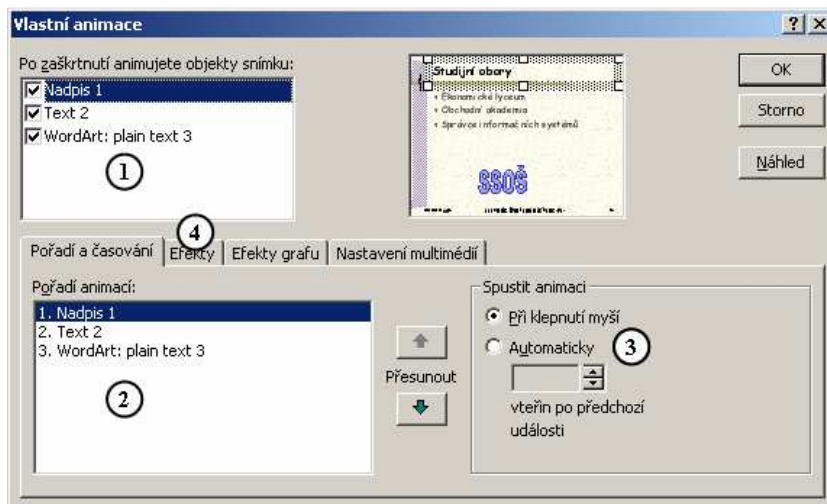 Vlastní animace
Po zaškrtnutí animujete objekty snímku:
Nadpis 1
Text 2
WordArt: plain text 3
1
Studijní obory
Ekonomické lyceum
Obchodní akademie
Správce informačních systémů
SSOŠ
OK
Storno
Náhled
4
Pořadí a časování Efekty Efekty grafu Nastavení multimédií
Pořadí animací:
1. Nadpis 1
2. Text 2
3. WordArt: plain text 3
2
Přesunout
Spustit animaci
Při klepnutí myší
Automaticky
3
vteřin po předchozí
události